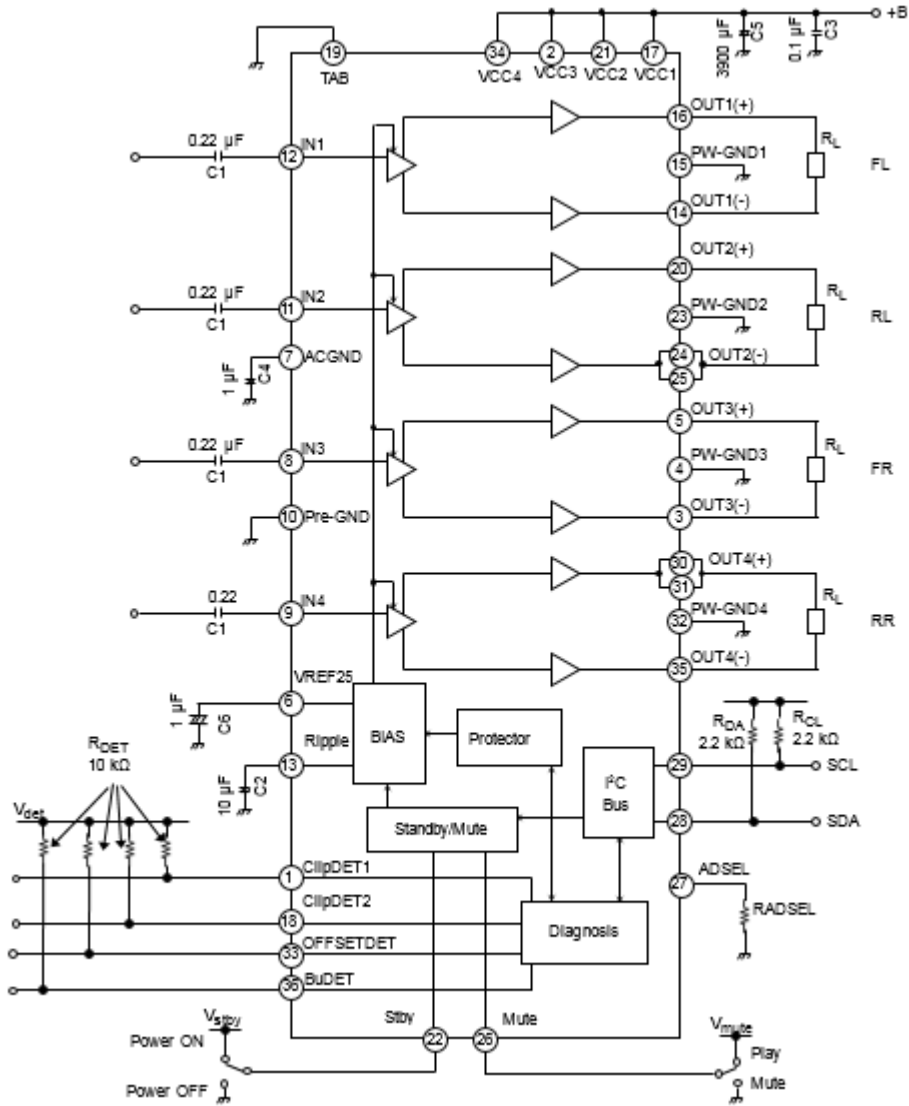 +B
3900 µF
C5
0.1 µF
C3
19
TAB
34
VCC4
2
VCC3
21
VCC2
17
VCC1
0.22 µF
C1
12
IN1
16
OUT1(+)
15
PW-GND1
14
OUT1(-)
RL
FL
0.22 µF
C1
11
IN2
20
OUT2(+)
23
PW-GND2
24
25
OUT2(-)
RL
RL
7
ACGND
1 µF
C4
0.22 µF
C1
8
IN3
5
OUT3(+)
4
PW-GND3
3
OUT3(-)
RL
FR
10
Pre-GND
0.22
C1
9
IN4
30
31
OUT4(+)
32
PW-GND4
35
OUT4(-)
RL
RR
6
VREF25
1 µF
C6
13
Ripple
10 µF
C2
BIAS
Protector
Standby/Mute
I²C
Bus
Diagnosis
RDA
2.2 kΩ
RCL
2.2 kΩ
29
SCL
28
SDA
27
ADSEL
RADSEL
RDET
10 kΩ
Vdet
1
ClipDET1
18
ClipDET2
33
OFFSETDET
36
BuDET
Stby
22
Mute
26
Vstby
Power ON
Power OFF
Vmute
Play
Mute